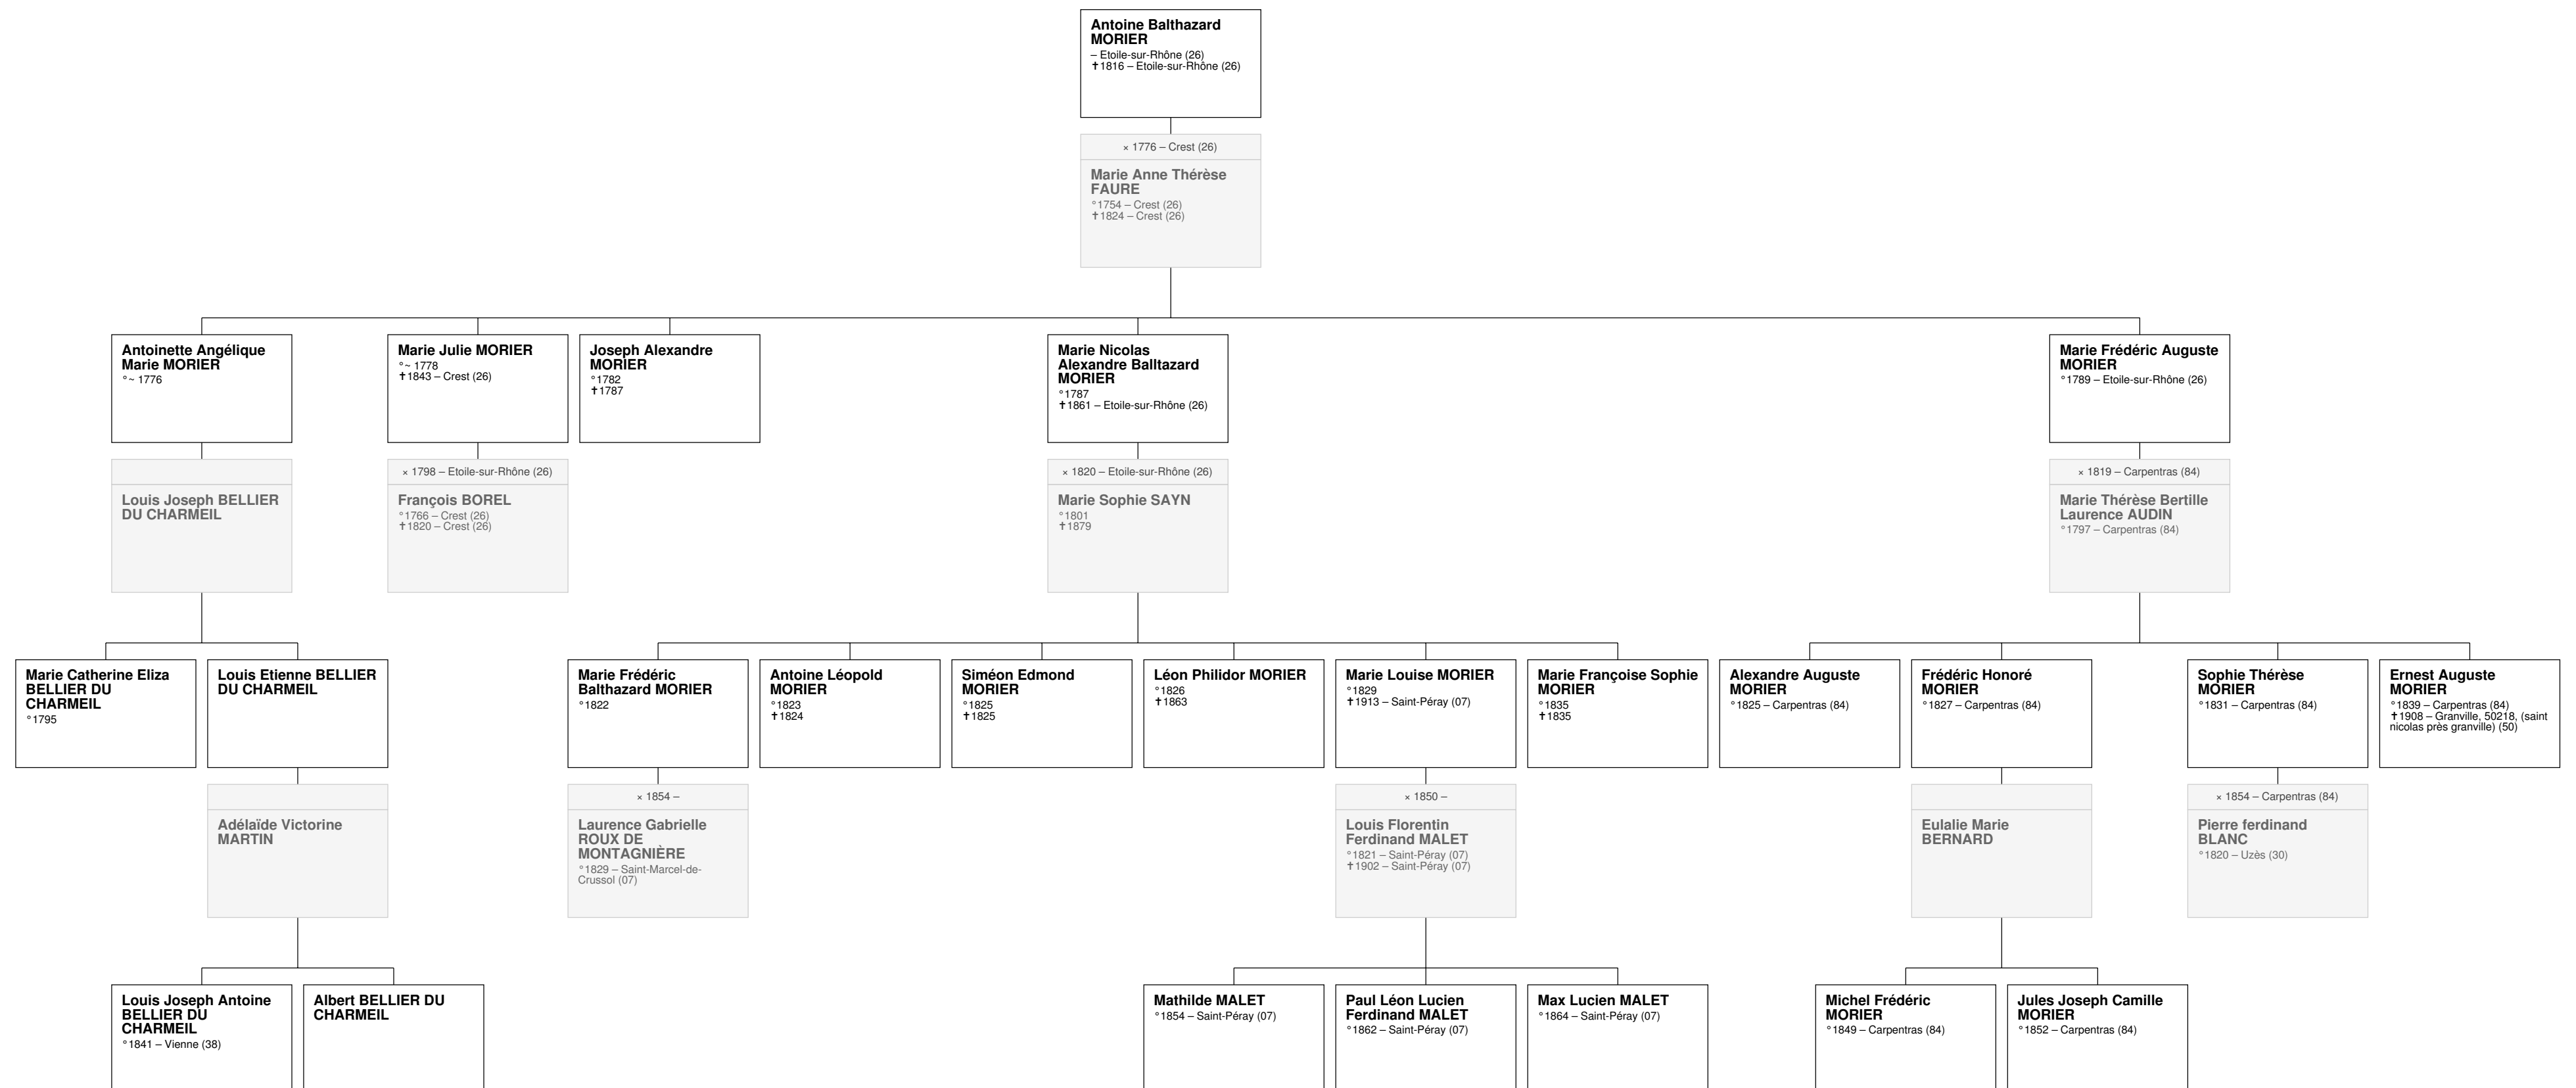 Antoine Balthazard
MORIER
– Etoile-sur-Rhône (26)
✝1816 – Etoile-sur-Rhône (26)
× 1776 – Crest (26)
Marie Anne Thérèse
FAURE
°1754 – Crest (26)
✝1824 – Crest (26)
Antoinette Angélique
Marie MORIER
°~ 1776
Marie Julie MORIER
°~ 1778
✝1843 – Crest (26)
Joseph Alexandre
MORIER
°1782
✝1787
Marie Nicolas
Alexandre Balltazard
MORIER
°1787
✝1861 – Etoile-sur-Rhône (26)
Marie Frédéric Auguste
MORIER
°1789 – Etoile-sur-Rhône (26)
Louis Joseph BELLIER
DU CHARMEIL
× 1798 – Etoile-sur-Rhône (26)
François BOREL
°1766 – Crest (26)
✝1820 – Crest (26)
× 1820 – Etoile-sur-Rhône (26)
Marie Sophie SAYN
°1801
✝1879
× 1819 – Carpentras (84)
Marie Thérèse Bertille
Laurence AUDIN
°1797 – Carpentras (84)
Marie Catherine Eliza
BELLIER DU
CHARMEIL
°1795
Louis Etienne BELLIER
DU CHARMEIL
Marie Frédéric
Balthazard MORIER
°1822
Antoine Léopold
MORIER
°1823
✝1824
Siméon Edmond
MORIER
°1825
✝1825
Léon Philidor MORIER
°1826
✝1863
Marie Louise MORIER
°1829
✝1913 – Saint-Péray (07)
Marie Françoise Sophie
MORIER
°1835
✝1835
Alexandre Auguste
MORIER
°1825 – Carpentras (84)
Frédéric Honoré
MORIER
°1827 – Carpentras (84)
Sophie Thérèse
MORIER
°1831 – Carpentras (84)
Ernest Auguste
MORIER
°1839 – Carpentras (84)
✝1908 – Granville, 50218, (saint
nicolas près granville) (50)
Adélaïde Victorine
MARTIN
× 1854 –
Laurence Gabrielle
ROUX DE
MONTAGNIÈRE
°1829 – Saint-Marcel-de-
Crussol (07)
× 1850 –
Louis Florentin
Ferdinand MALET
°1821 – Saint-Péray (07)
✝1902 – Saint-Péray (07)
Eulalie Marie
BERNARD
× 1854 – Carpentras (84)
Pierre ferdinand
BLANC
°1820 – Uzès (30)
Louis Joseph Antoine
BELLIER DU
CHARMEIL
°1841 – Vienne (38)
Albert BELLIER DU
CHARMEIL
Mathilde MALET
°1854 – Saint-Péray (07)
Paul Léon Lucien
Ferdinand MALET
°1862 – Saint-Péray (07)
Max Lucien MALET
°1864 – Saint-Péray (07)
Michel Frédéric
MORIER
°1849 – Carpentras (84)
Jules Joseph Camille
MORIER
°1852 – Carpentras (84)